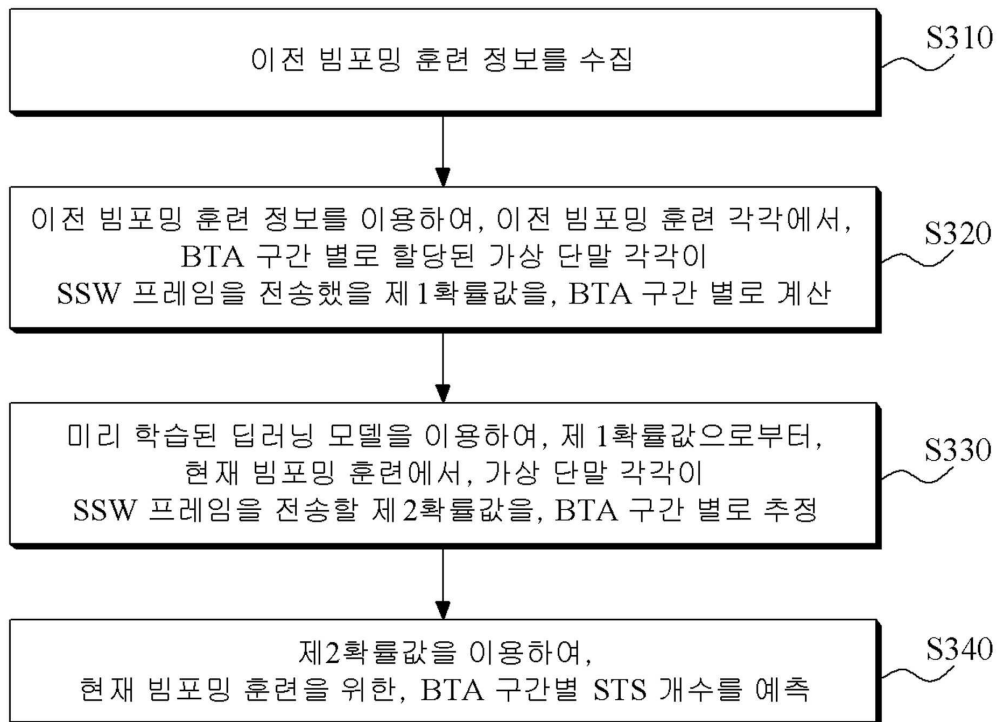 이전 빔포밍 훈련 정보를 수집
S310
이전 빔포밍 훈련 정보를 이용하여, 이전 빔포밍 훈련 각각에서,
BTA 구간 별로 할당된 가상 단말 각각이
SSW 프레임을 전송했을 제1확률값을, BTA 구간 별로 계산
S320
미리 학습된 딥러닝 모델을 이용하여, 제1확률값으로부터,
현재 빔포밍 훈련에서, 가상 단말 각각이
SSW 프레임을 전송할 제2확률값을, BTA 구간 별로 추정
S330
제2확률값을 이용하여,
현재 빔포밍 훈련을 위한, BTA 구간별 STS 개수를 예측
S340